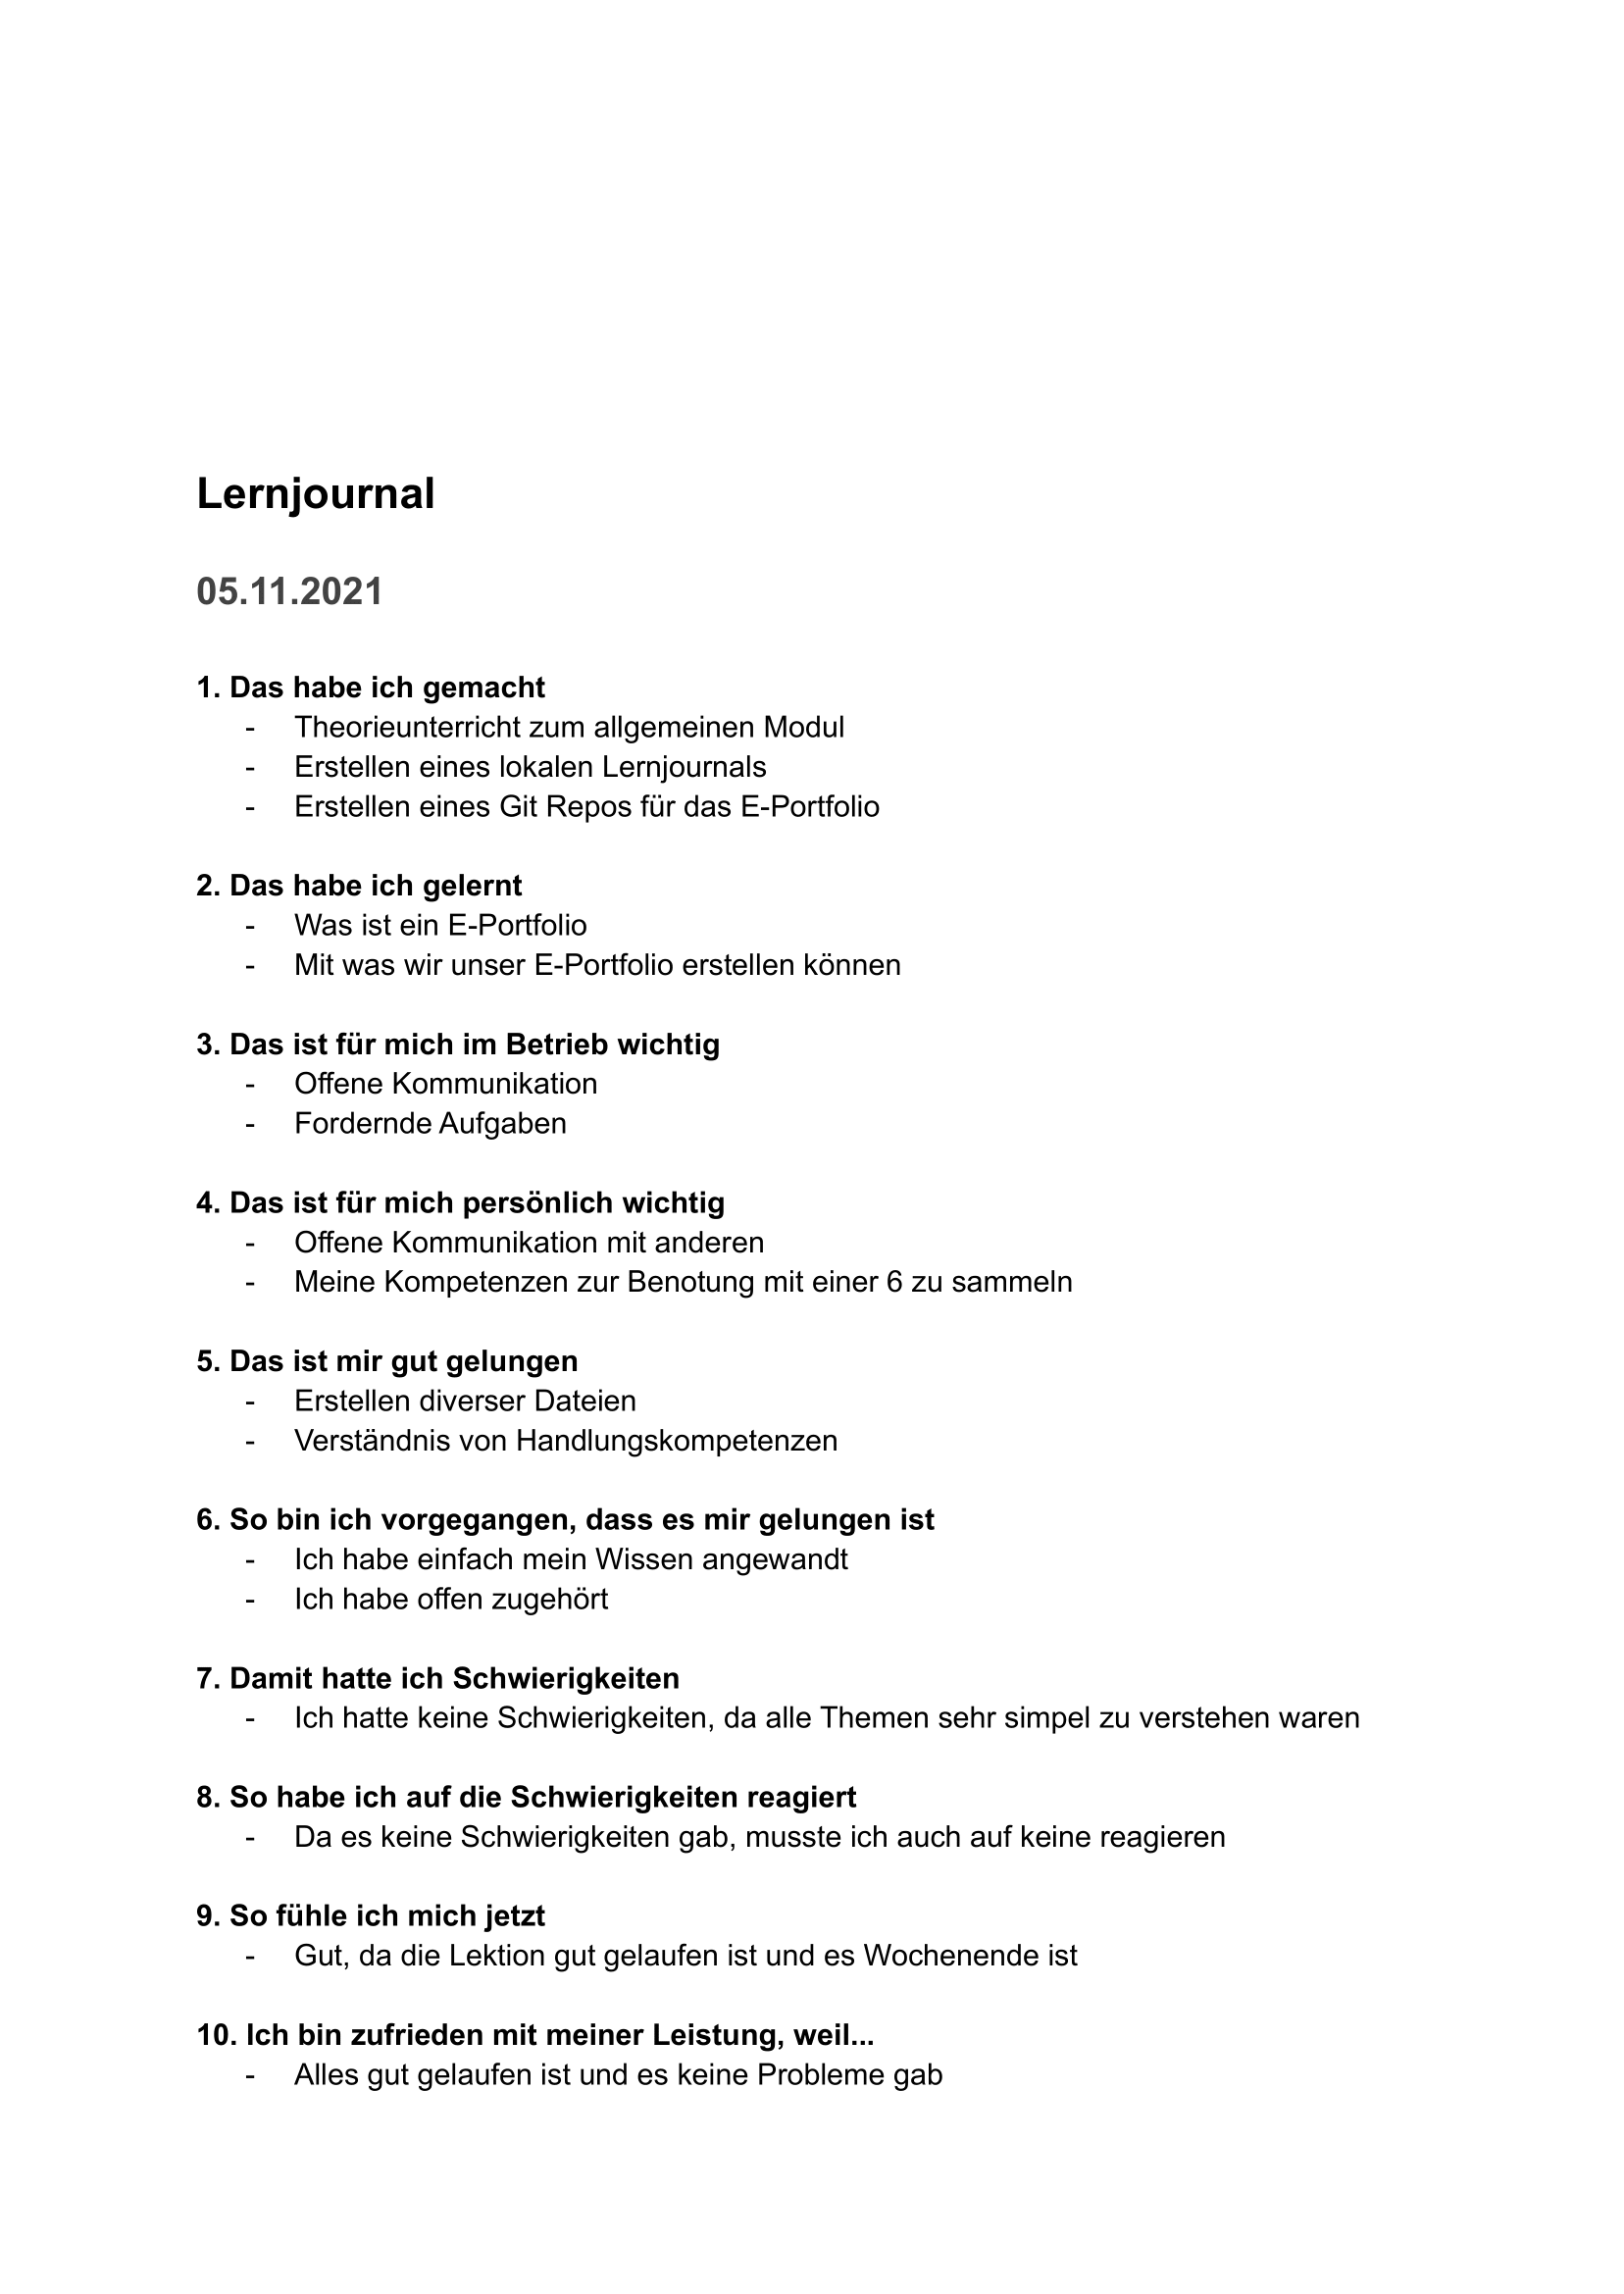 Lernjournal
05.11.2021
1. Das habe ich gemacht
- Theorieunterricht zum allgemeinen Modul
- Erstellen eines lokalen Lernjournals
- Erstellen eines Git Repos für das E-Portfolio
2. Das habe ich gelernt
- Was ist ein E-Portfolio
- Mit was wir unser E-Portfolio erstellen können
3. Das ist für mich im Betrieb wichtig
- Offene Kommunikation
- Fordernde Aufgaben
4. Das ist für mich persönlich wichtig
- Offene Kommunikation mit anderen
- Meine Kompetenzen zur Benotung mit einer 6 zu sammeln
5. Das ist mir gut gelungen
- Erstellen diverser Dateien
- Verständnis von Handlungskompetenzen
6. So bin ich vorgegangen, dass es mir gelungen ist
- Ich habe einfach mein Wissen angewandt
- Ich habe offen zugehört
7. Damit hatte ich Schwierigkeiten
- Ich hatte keine Schwierigkeiten, da alle Themen sehr simpel zu verstehen waren
8. So habe ich auf die Schwierigkeiten reagiert
- Da es keine Schwierigkeiten gab, musste ich auch auf keine reagieren
9. So fühle ich mich jetzt
- Gut, da die Lektion gut gelaufen ist und es Wochenende ist
10. Ich bin zufrieden mit meiner Leistung, weil...
- Alles gut gelaufen ist und es keine Probleme gab